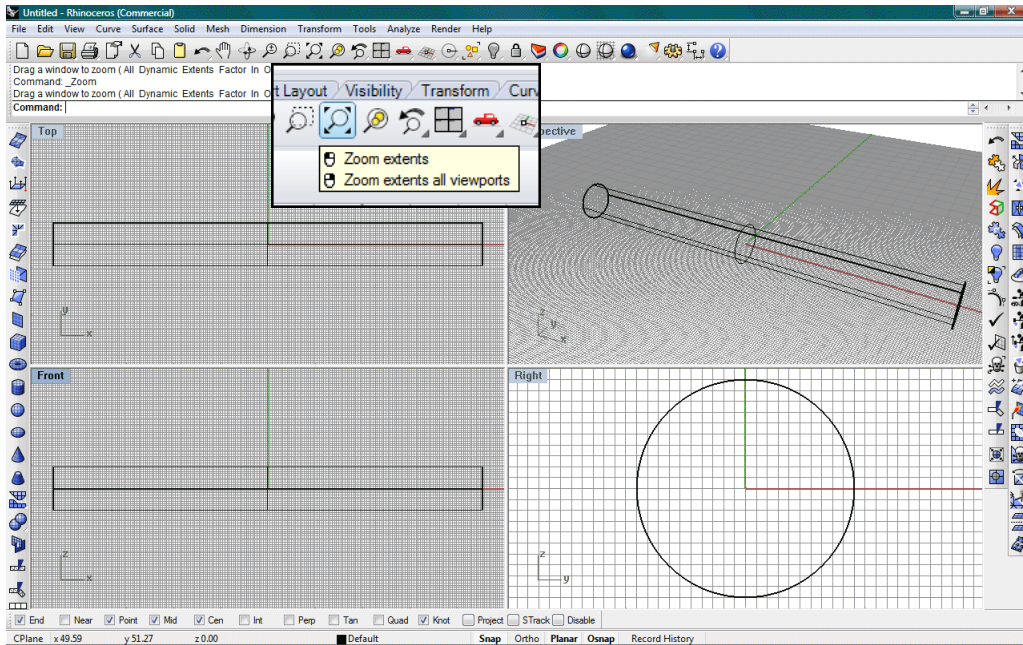 Untitled - Rhinoceros (Commercial)
File Edit View Curve Surface Solid Mesh Dimension Transform Tools Analyze Render Help
Drag a window to zoom ( All Dynamic Extents Factor In O
Command: _Zoom
Drag a window to zoom ( All Dynamic Extents Factor In O
Command:
t Layout Visibility Transform Curv
Zoom extents
Zoom extents all viewports
Top
pective
y
x
z
y
x
Front
Right
z
x
z
y
End Near Point Mid Cen Int Perp Tan Quad Knot Project STrack Disable
CPlane x 49.59 y 51.27 z 0.00 Default Snap Ortho Planar Osnap Record History